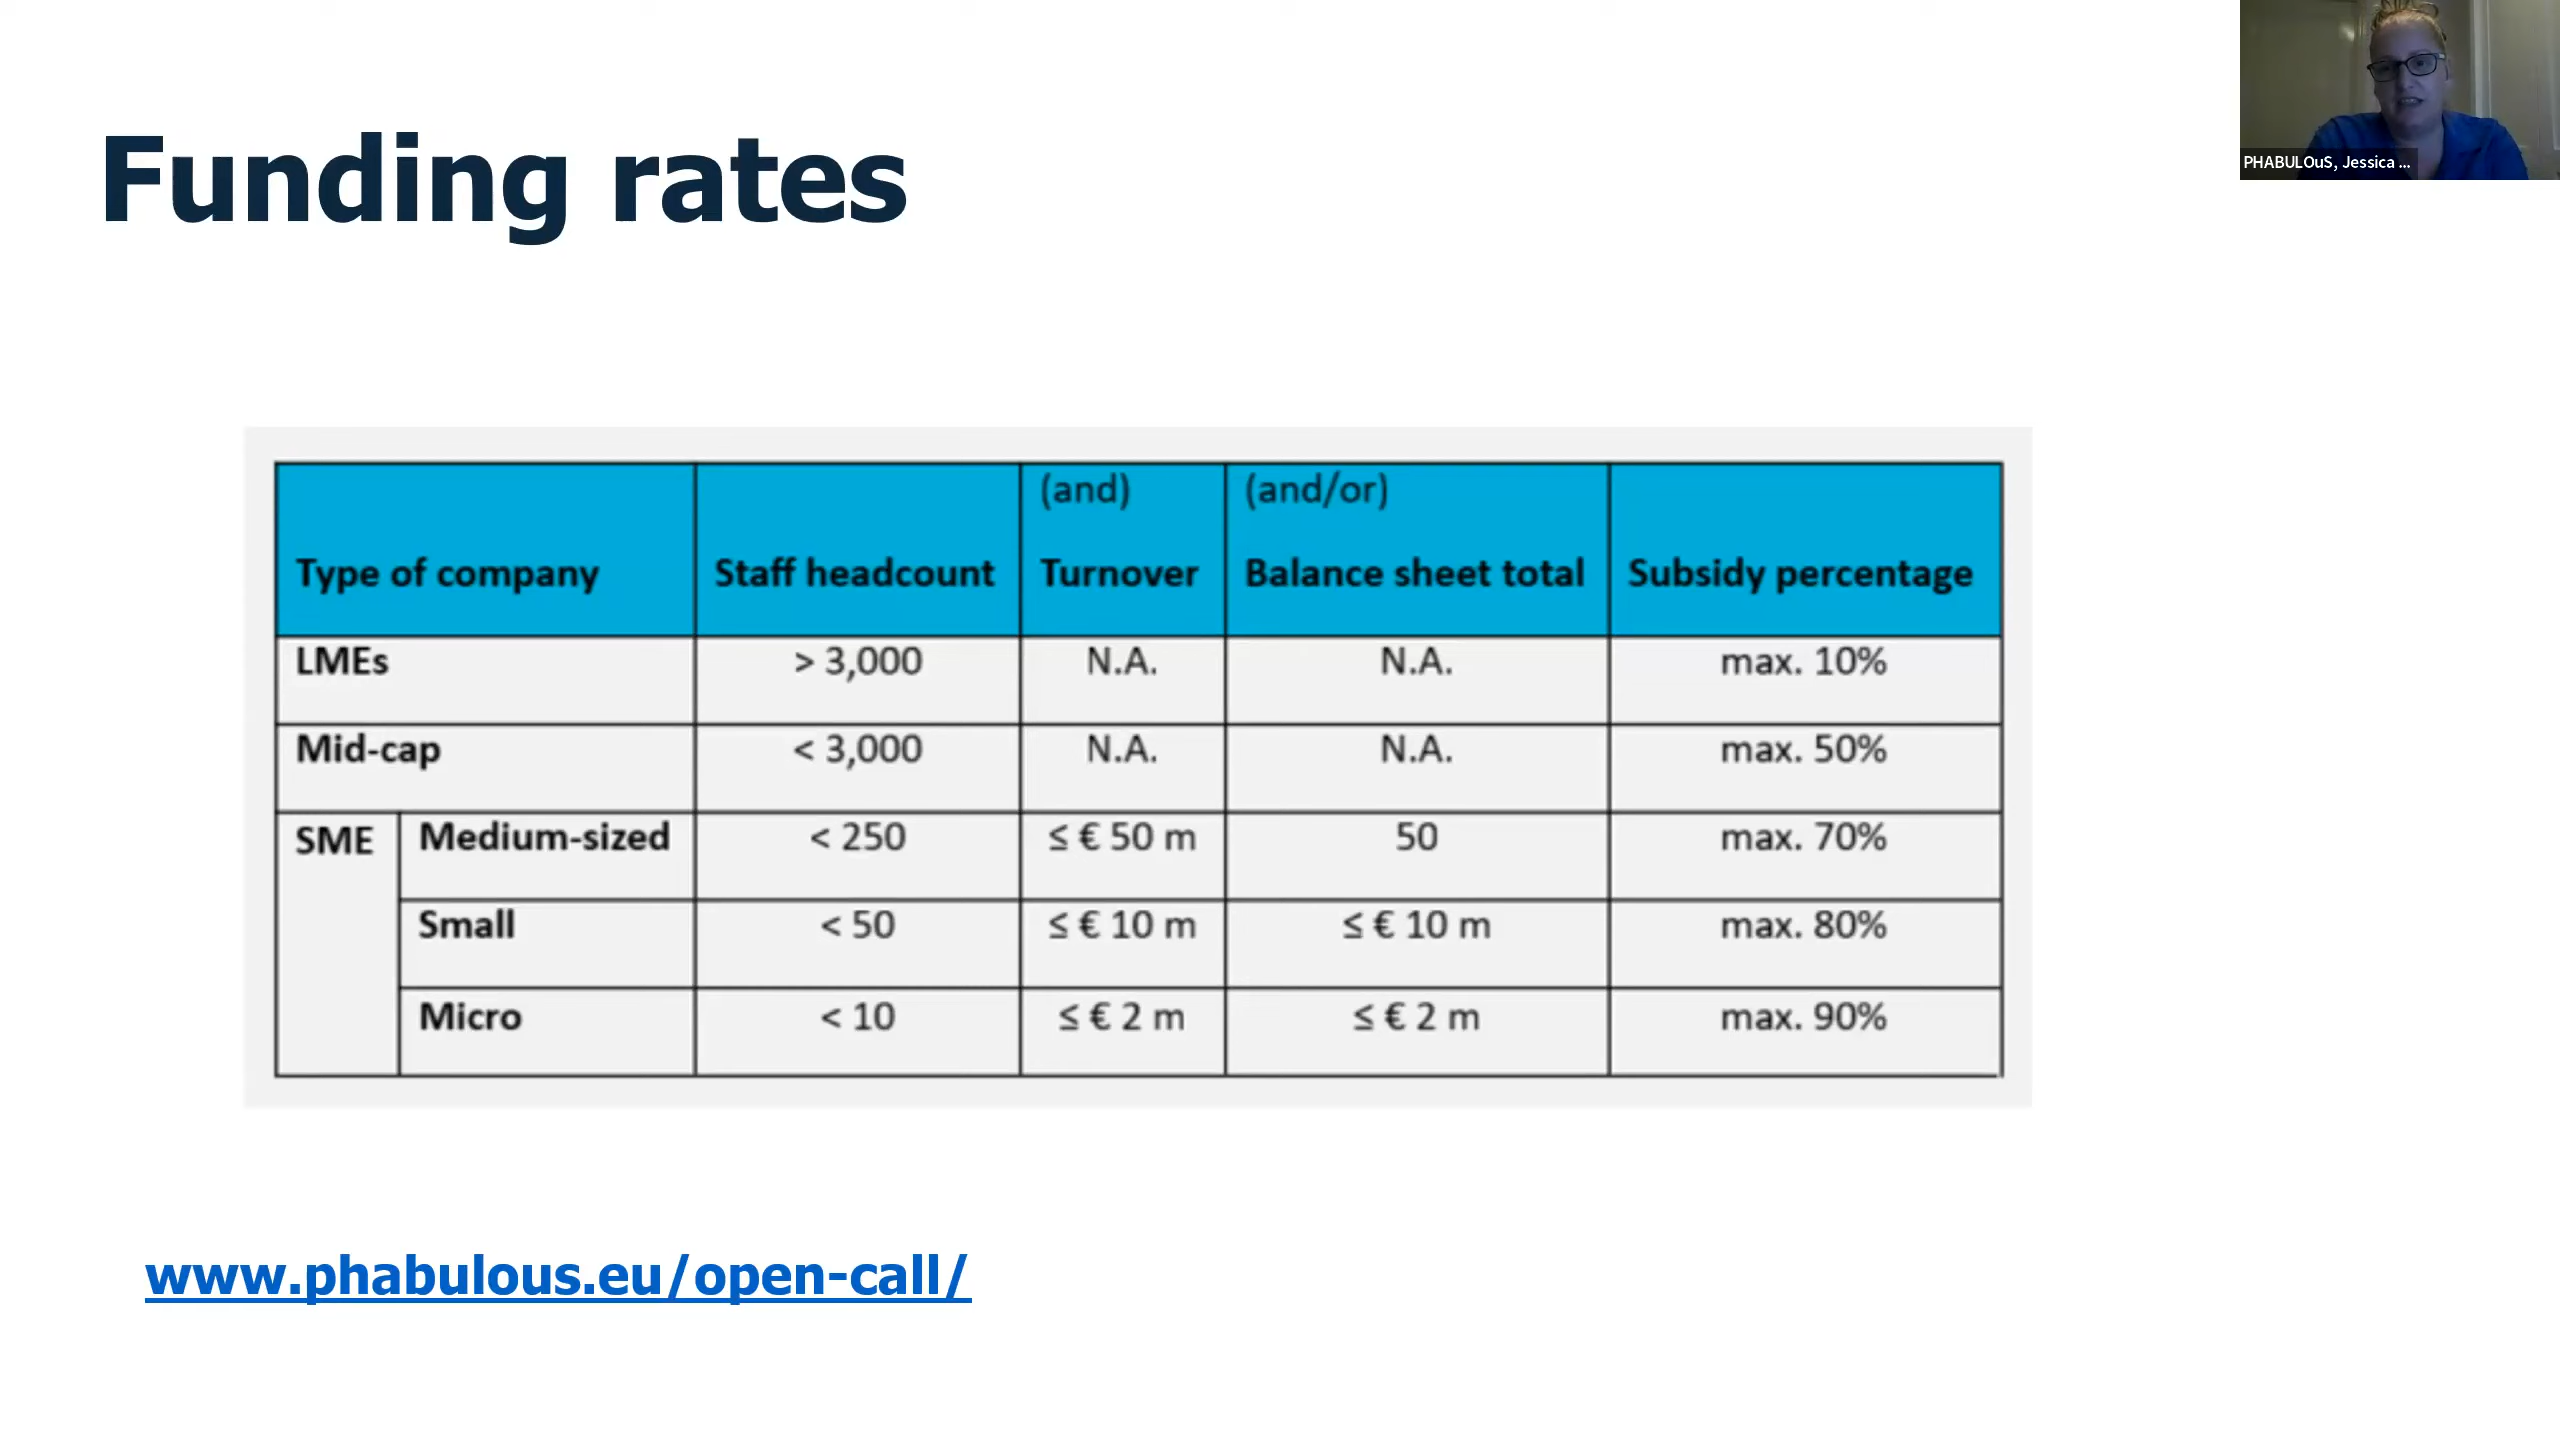 Funding rates
PHABULOuS, Jessica ...
(and) (and/or)
Type of company Staff headcount Turnover Balance sheet total Subsidy percentage
LMEs > 3,000 N.A. N.A. max. 10%
Mid-cap < 3,000 N.A. N.A. max. 50%
SME Medium-sized < 250 ≤ € 50 m 50 max. 70%
Small < 50 ≤ € 10 m ≤ € 10 m max. 80%
Micro < 10 ≤ € 2 m ≤ € 2 m max. 90%
www.phabulous.eu/open-call/